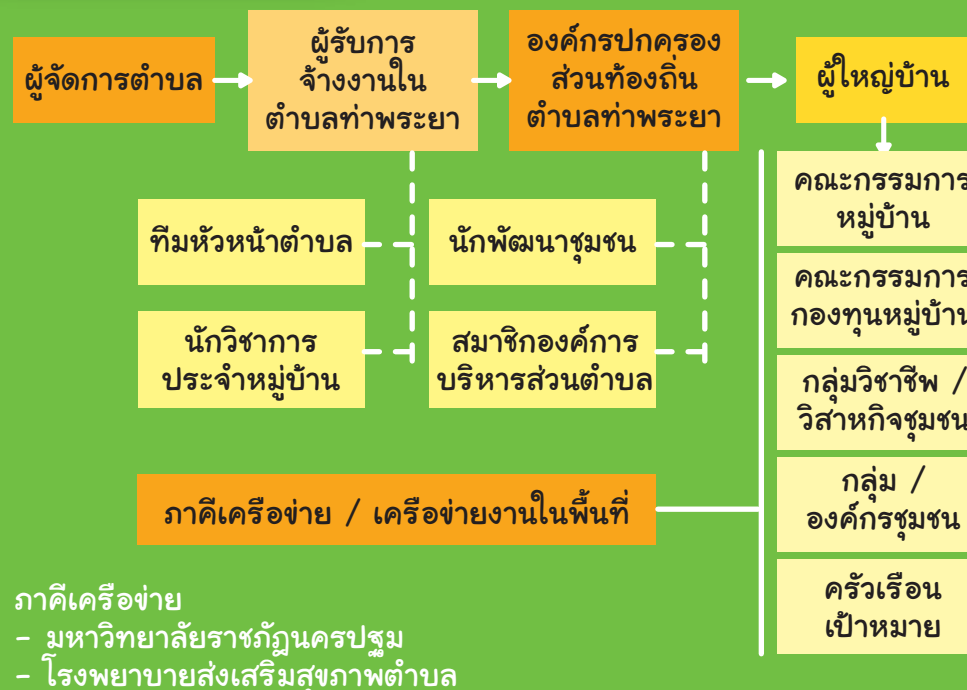 ผู้จัดการตำบล
ผู้รับการ
จ้างงานใน
ตำบลท่าพระยา
องค์กรปกครอง
ส่วนท้องถิ่น
ตำบลท่าพระยา
ผู้ใหญ่บ้าน
ทีมหัวหน้าตำบล
นักพัฒนาชุมชน
นักวิชาการ
ประจำหมู่บ้าน
สมาชิกองค์การ
บริหารส่วนตำบล
คณะกรรมการ
หมู่บ้าน
คณะกรรมการ
กองทุนหมู่บ้าน
กลุ่มวิชาชีพ /
วิสาหกิจชุมชน
กลุ่ม /
องค์กรชุมชน
ครัวเรือน
เป้าหมาย
ภาคีเครือข่าย / เครือข่ายงานในพื้นที่
ภาคีเครือข่าย
- มหาวิทยาลัยราชภัฎนครปฐม
- โรงพยาบายส่งเสริมสุขภาพตำบล